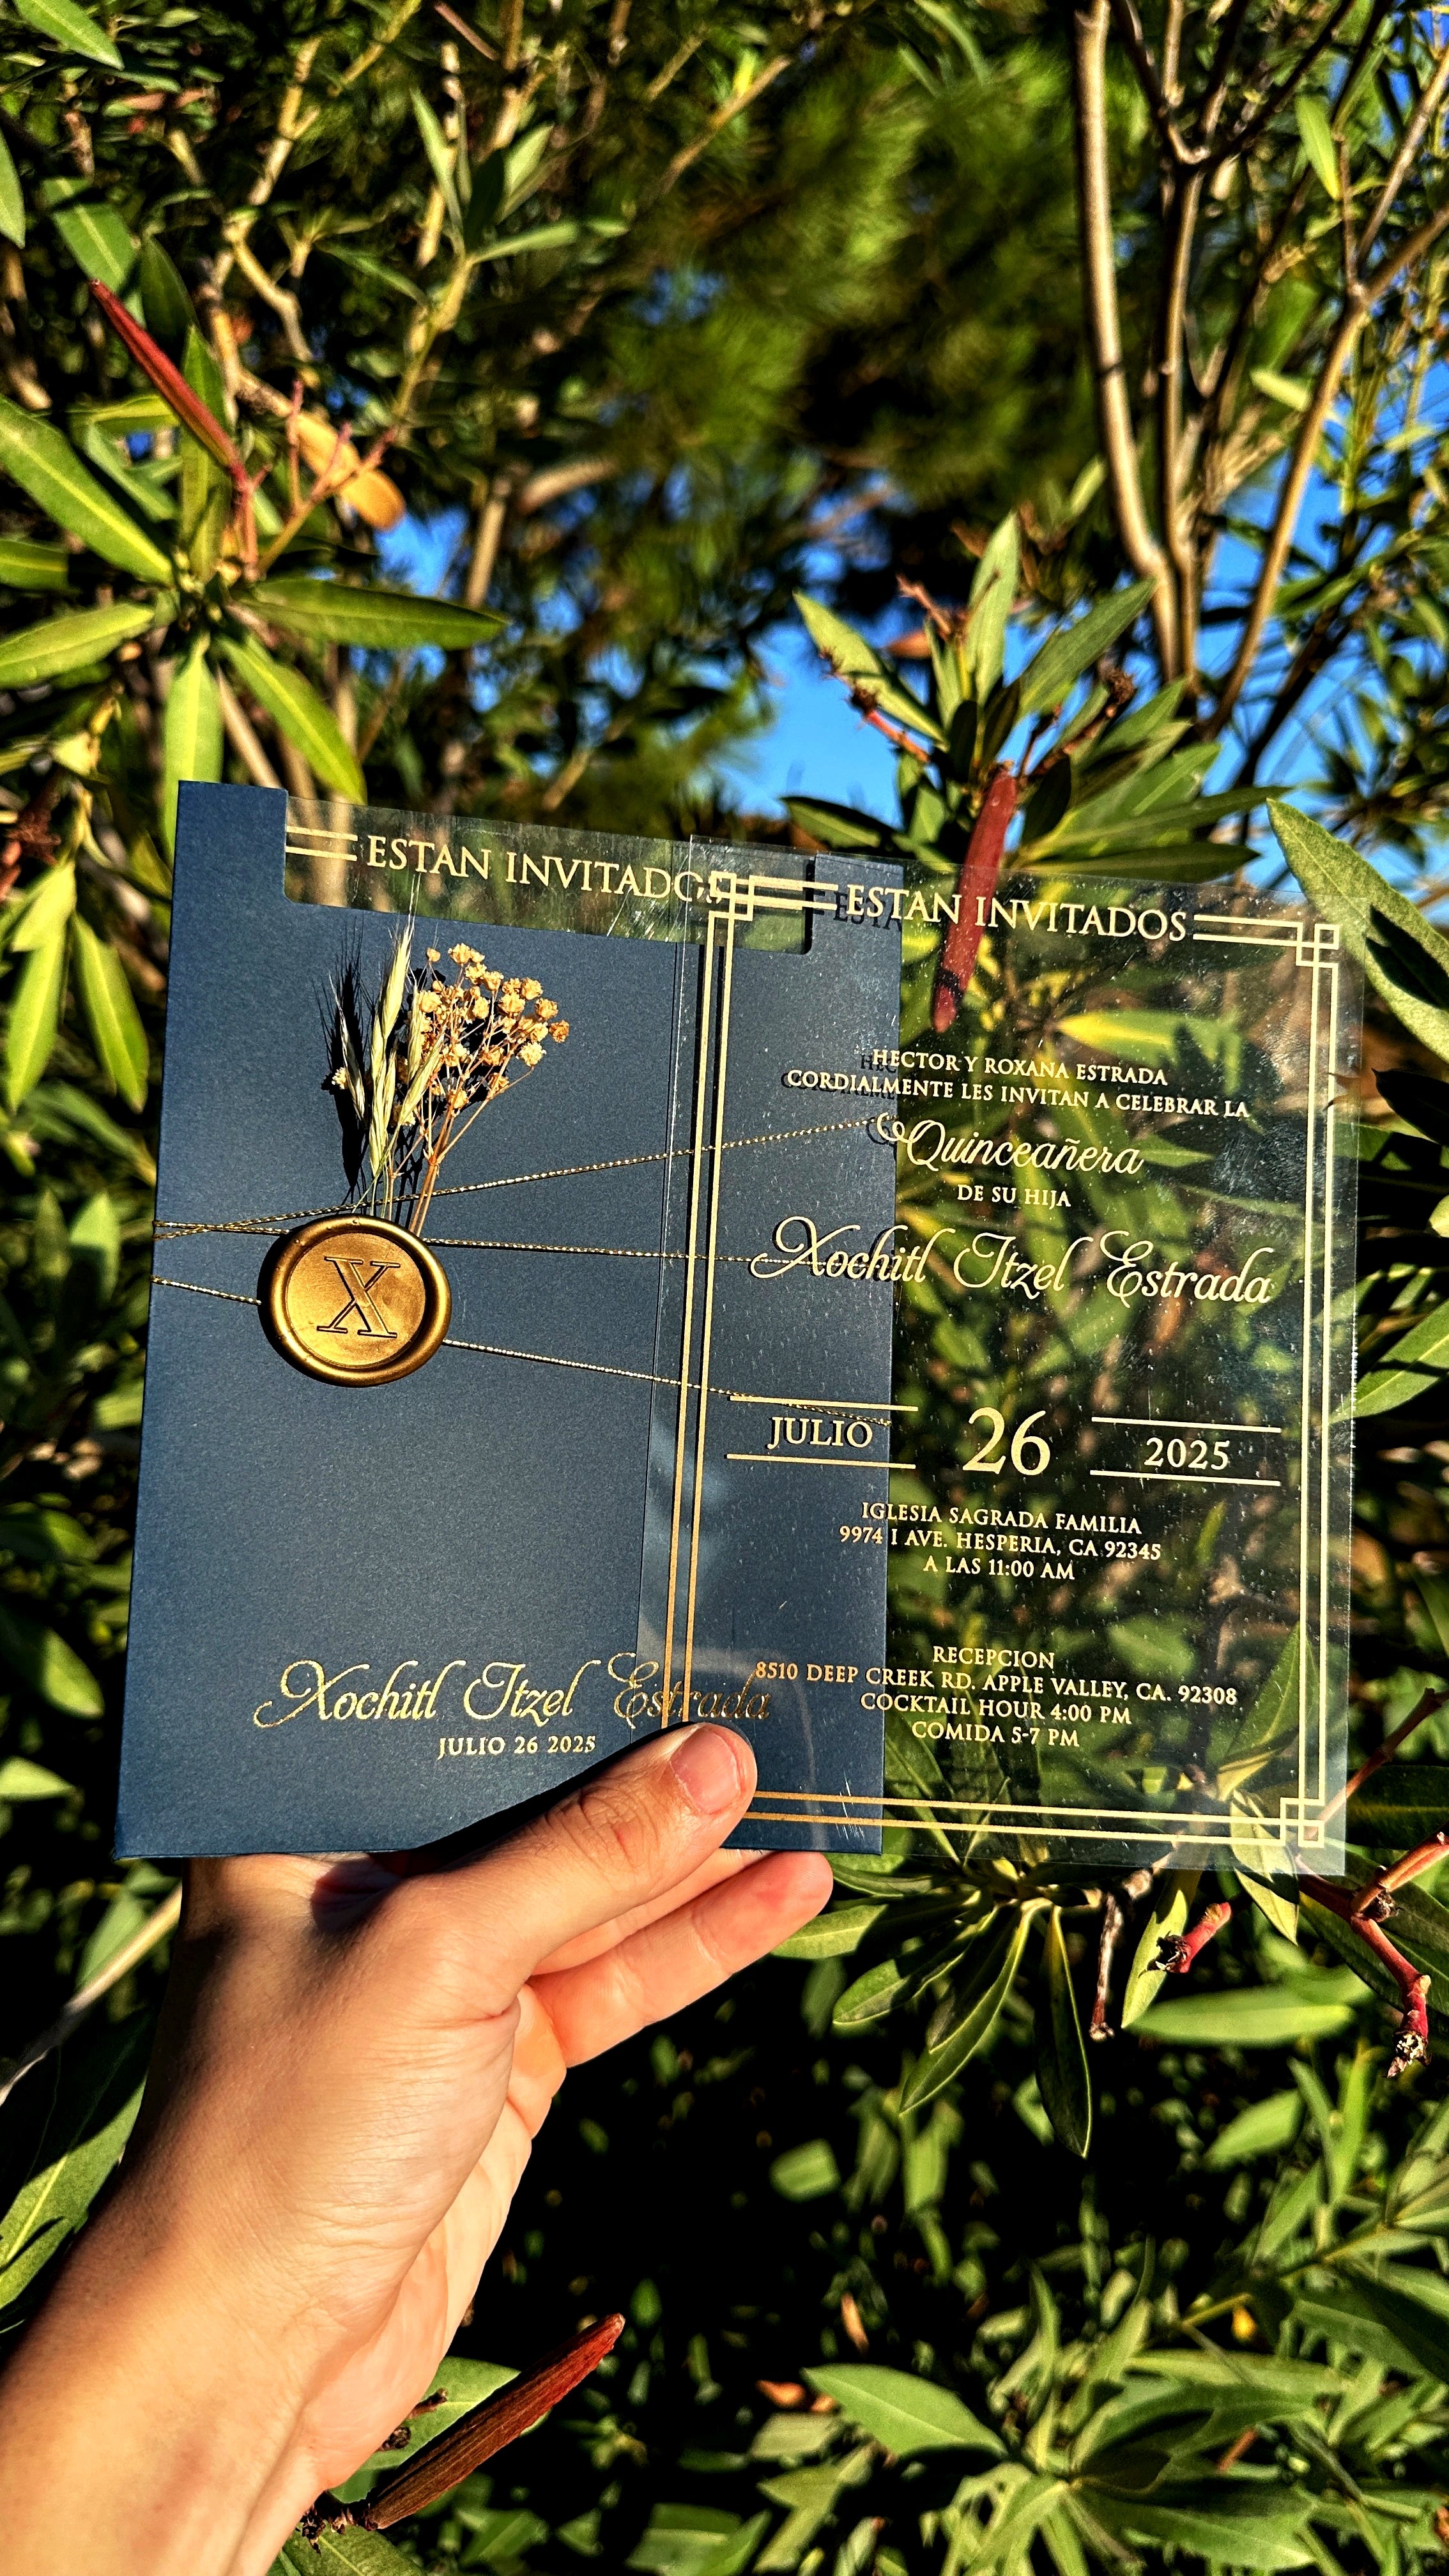 ESTAN INVITADOS
X
Xochitl Itzel Estrada
JULIO 26 2025
ESTAN INVITADOS
HECTOR Y ROXANA ESTRADA
CORDIALMENTE LES INVITAN A CELEBRAR LA
Quinceañera
DE SU HIJA
Xochitl Itzel Estrada
JULIO 26 2025
IGLESIA SAGRADA FAMILIA
9974 I AVE. HESPERIA, CA 92345
A LAS 11:00 AM
RECEPCION
8510 DEEP CREEK RD. APPLE VALLEY, CA. 92308
COCKTAIL HOUR 4:00 PM
COMIDA 5-7 PM